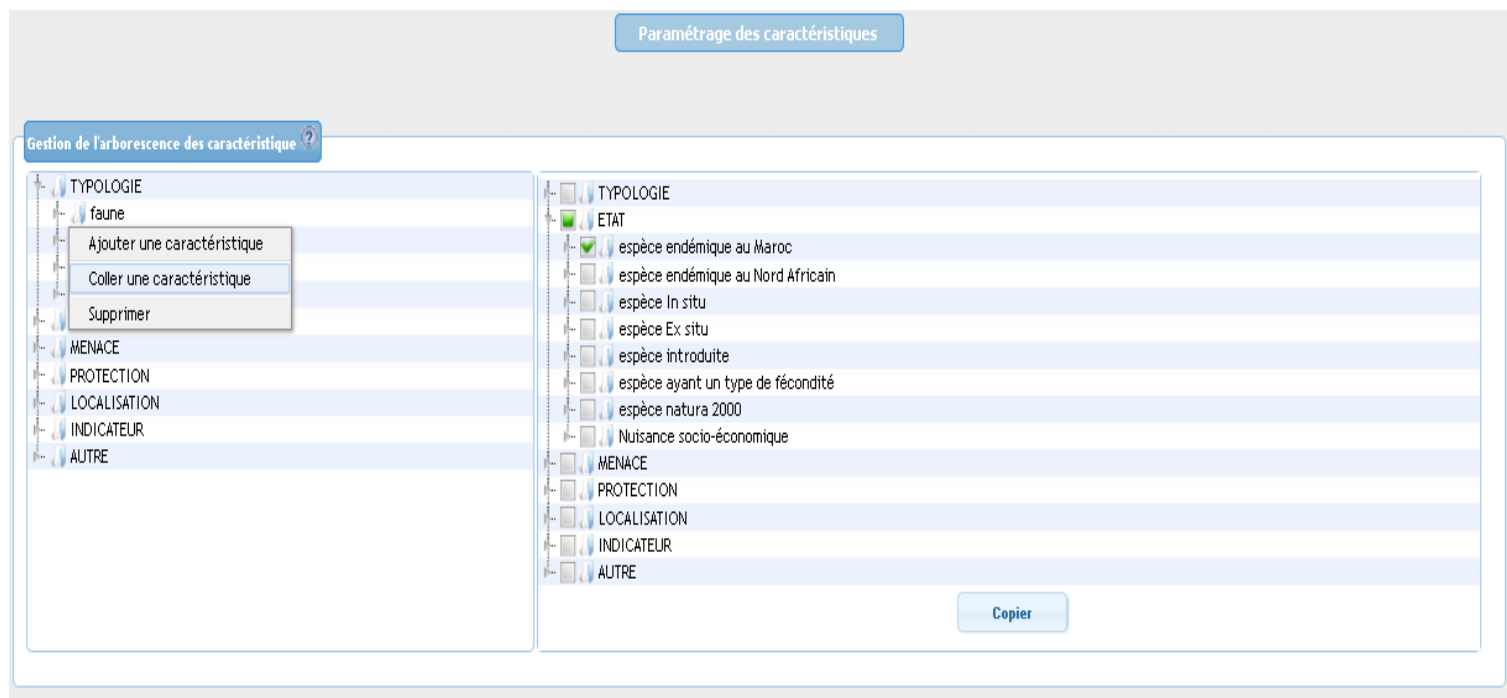 Paramétrage des caractéristiques
Gestion de l'arborescence des caractéristique ?
TYPOLOGIE
faune
Ajouter une caractéristique
Coller une caractéristique
Supprimer
MENACE
PROTECTION
LOCALISATION
INDICATEUR
AUTRE
TYPOLOGIE
ETAT
espèce endémique au Maroc
espèce endémique au Nord Africain
espèce In situ
espèce Ex situ
espèce introduite
espèce ayant un type de fécondité
espèce natura 2000
Nuisance socio-économique
MENACE
PROTECTION
LOCALISATION
INDICATEUR
AUTRE
Copier